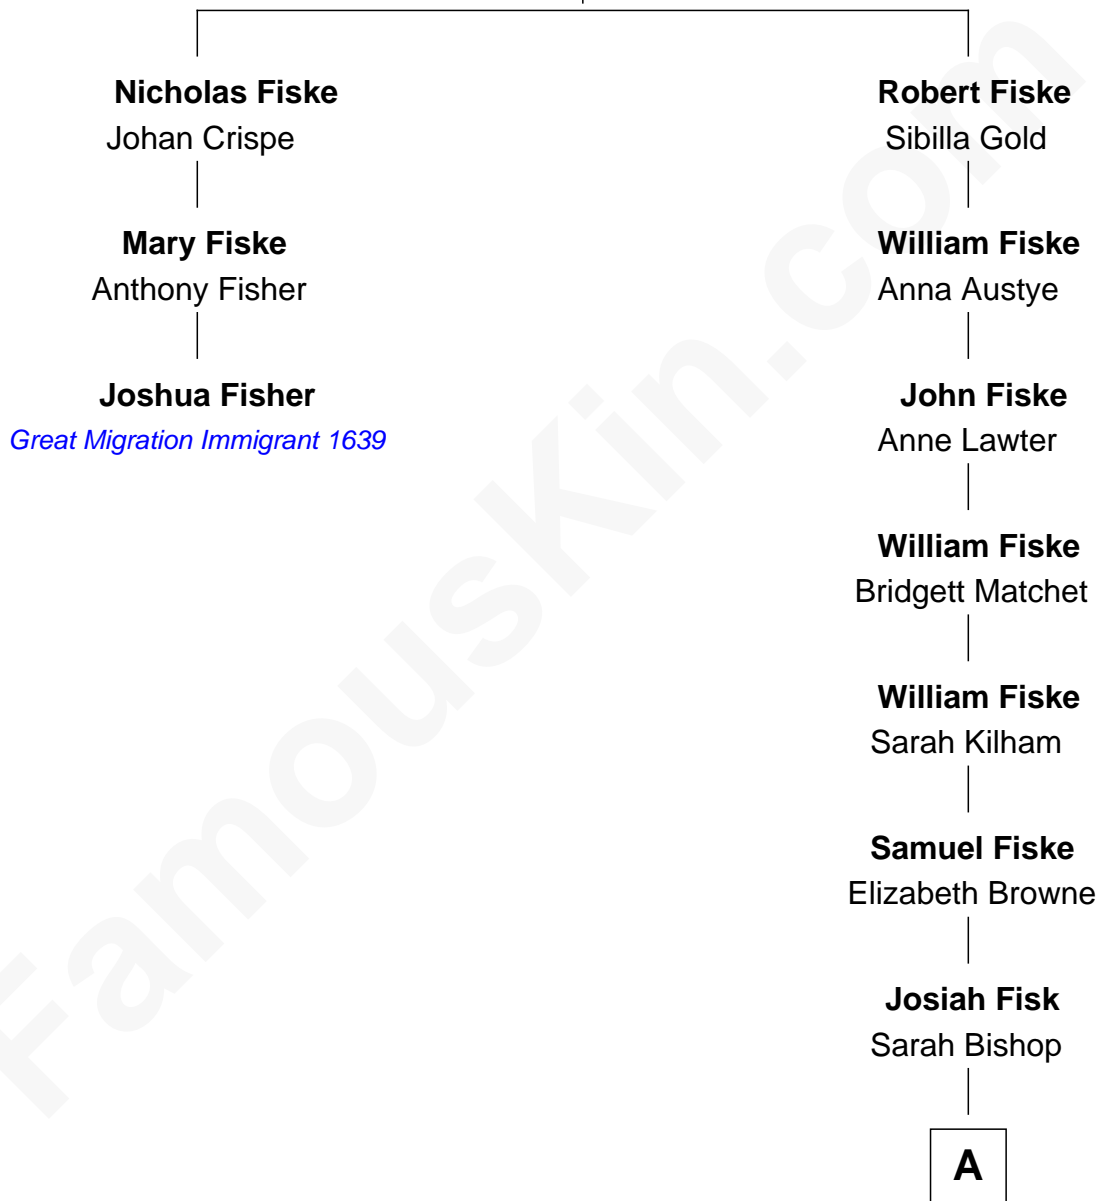 Nicholas Fiske
Johan Crispe
Mary Fiske
Anthony Fisher
Joshua Fisher
Great Migration Immigrant 1639
Robert Fiske
Sibilla Gold
William Fiske
Anna Austye
John Fiske
Anne Lawter
William Fiske
Bridgett Matchet
William Fiske
Sarah Kilham
Samuel Fiske
Elizabeth Browne
Josiah Fisk
Sarah Bishop
A
FamousKin.com